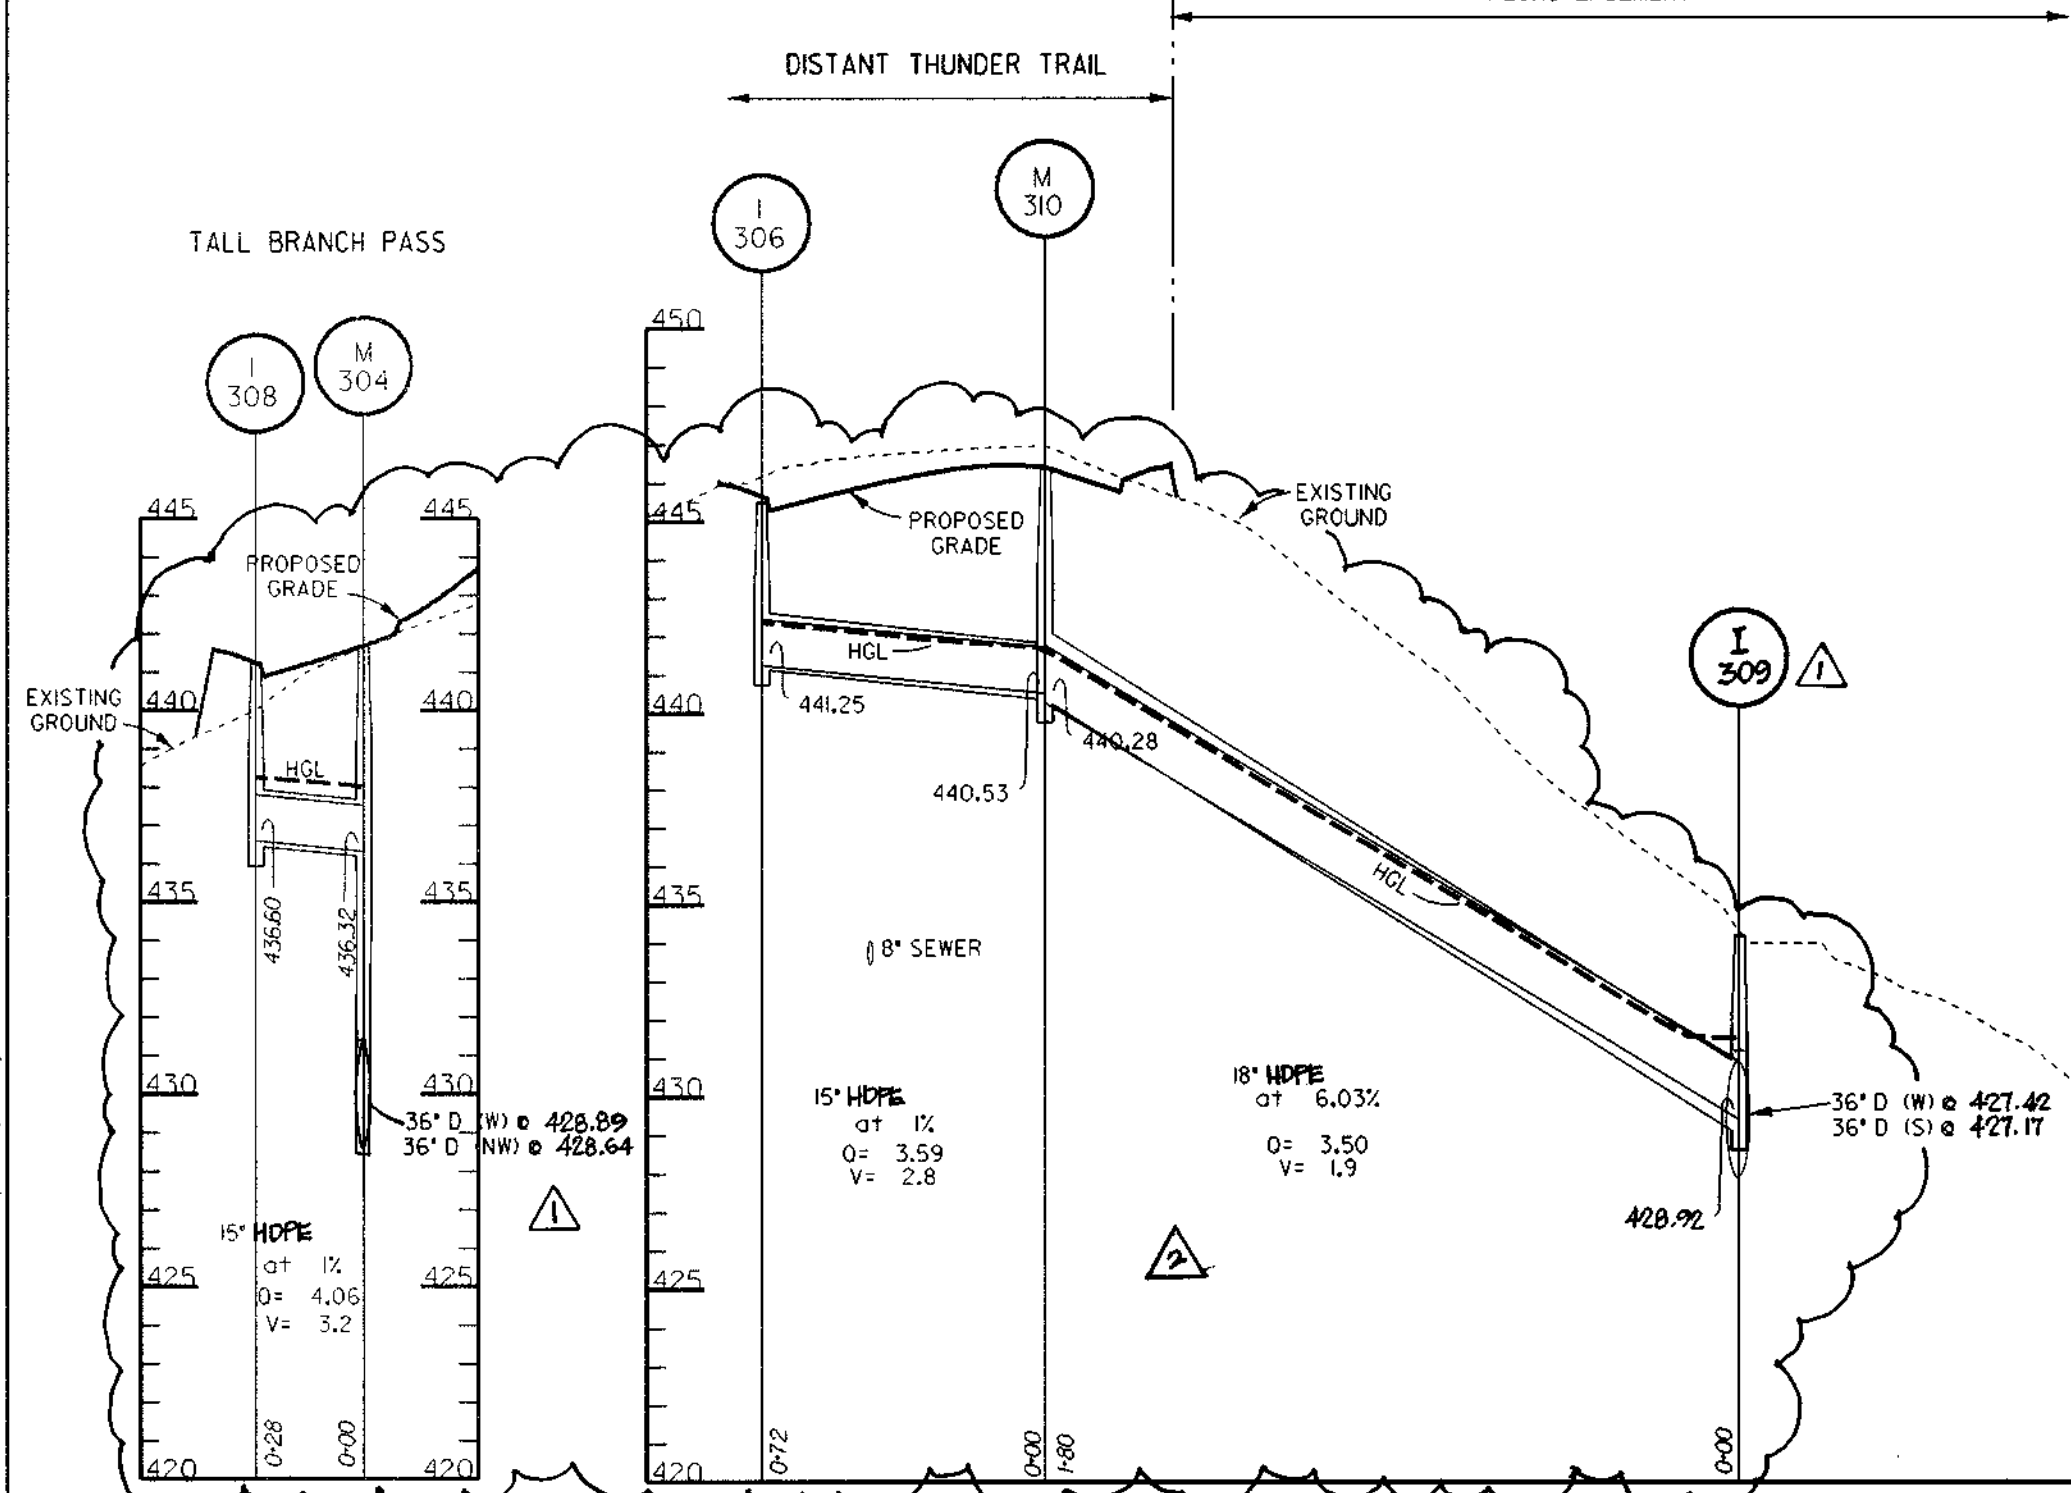 DISTANT THUNDER TRAIL
TALL BRANCH PASS
I
308
M
304
I
306
M
310
I
309
1
445
440
435
430
425
420
445
440
435
430
425
420
450
445
440
435
430
425
420
PROPOSED
GRADE
EXISTING
GROUND
HGL
436.60
436.32
36" D (W) @ 428.89
36" D (NW) @ 428.64
1
15" HDPE
at 1%
Q= 4.06
V= 3.2
0+28
0+00
PROPOSED
GRADE
EXISTING
GROUND
HGL
441.25
440.53
440.28
8" SEWER
HGL
15" HDPE
at 1%
Q= 3.59
V= 2.8
18" HDPE
at 6.03%
Q= 3.50
V= 1.9
2
36" D (W) @ 427.42
36" D (S) @ 427.17
428.92
0+72
0+00
1+80
0+00